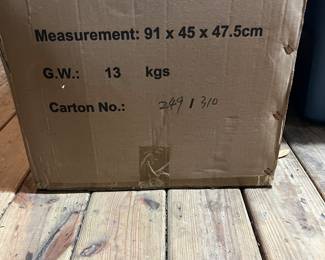 Measurement: 91 x 45 x 47.5cm
G.W.: 13 kgs
Carton No.: 249 / 310